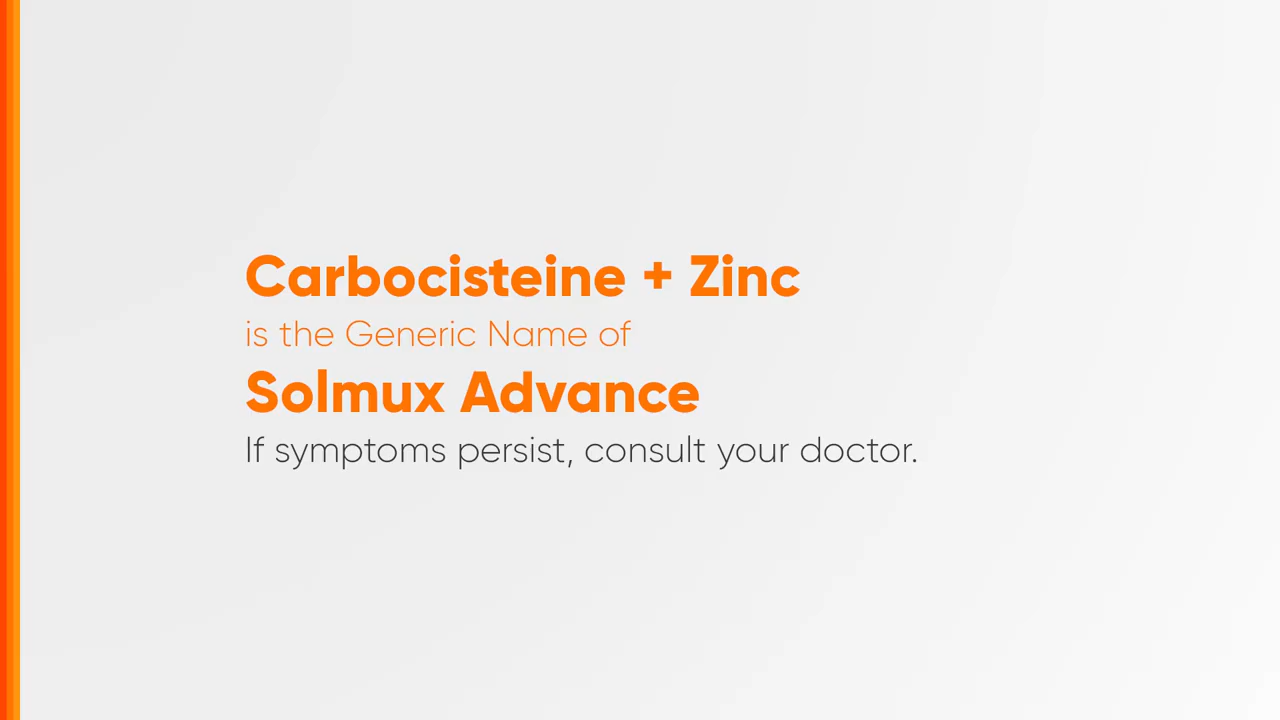 Carbocisteine + Zinc
is the Generic Name of
Solmux Advance
If symptoms persist, consult your doctor.